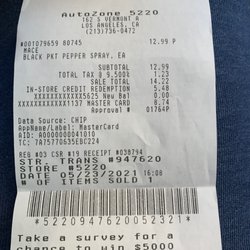 AutoZone 5220
162 S VERMONT A
LOS ANGELES, CA
(213)736-0472
#00T079659 80745 12.99 P
MACE
BLACK PKT PEPPER SPRAY, EA
SUBTOTAL 12.99
TOTAL TAX @ 9.500% 1.23
TOTAL 14.22
IN-STORE CREDIT REDEMPTION 5.48
XXXXXXXXXXXXXX5625 New Bal 0.00
XXXXXXXXXXXX1137 MASTER CARD 8.74
Approval # 01764P
Data Source: CHIP
AppName/Label: MasterCard
AID: A0000000041010
TC: 7A75770635EBC224
REG #03 CSR #19 RECEIPT #038794
STR. TRANS #947620
STORE #5220
DATE 05/23/2021 16:08
# OF ITEMS SOLD 1
*5220947620052321*
Take a survey for a
chance to win $5000